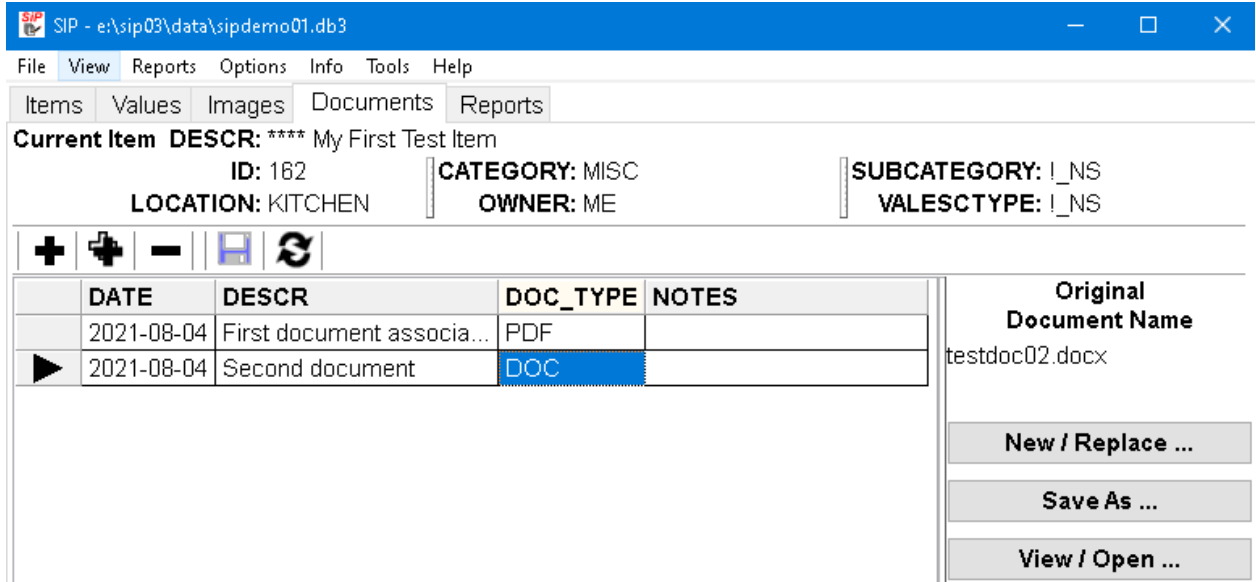 SIP SIP - e:\sip03\data\sipdemo01.db3
File View Reports Options Info Tools Help
Items Values Images Documents Reports
Current Item DESCR: **** My First Test Item
ID: 162 CATEGORY: MISC SUBCATEGORY: !_NS
LOCATION: KITCHEN OWNER: ME VALESCTYPE: !_NS
DATE DESCR DOC_TYPE NOTES
2021-08-04 First document associa... PDF
2021-08-04 Second document DOC
Original
Document Name
testdoc02.docx
New / Replace ...
Save As ...
View / Open ...